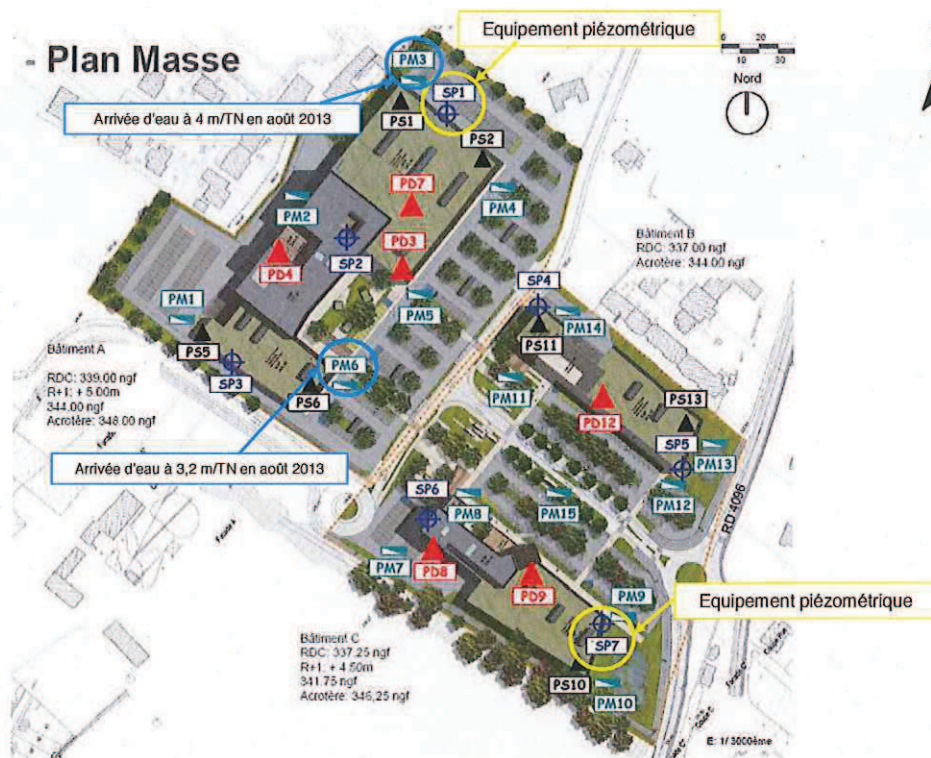 Equipement piézométrique
- Plan Masse
PM3
0 20
10 30
Nord
SP1
Arrivée d'eau à 4 m/TN en août 2013
PS1
PS2
PD7
PM4
PM2
PD3
SP2
PD4
Bâtiment B
RDC: 337.00 ngf
Acrotère: 344.00 ngf
SP4
PM1
PM5
PM14
PS5
PS11
Bâtiment A
SP3
PM6
RDC: 339.00 ngf
R+1: + 5.00m
344.00 ngf
Acrotère: 348.00 ngf
PS6
PM11
PS13
PD12
SP5
Arrivée d'eau à 3,2 m/TN en août 2013
PM13
SP6
PM8
PM15
PM12
RD 4096
PM7
PD8
PD9
PM9
Equipement piézométrique
SP7
Bâtiment C
RDC: 337.25 ngf
R+1: + 4.50m
341.75 ngf
Acrotère: 346,25 ngf
PS10
PM10
E: 1/ 3000ème